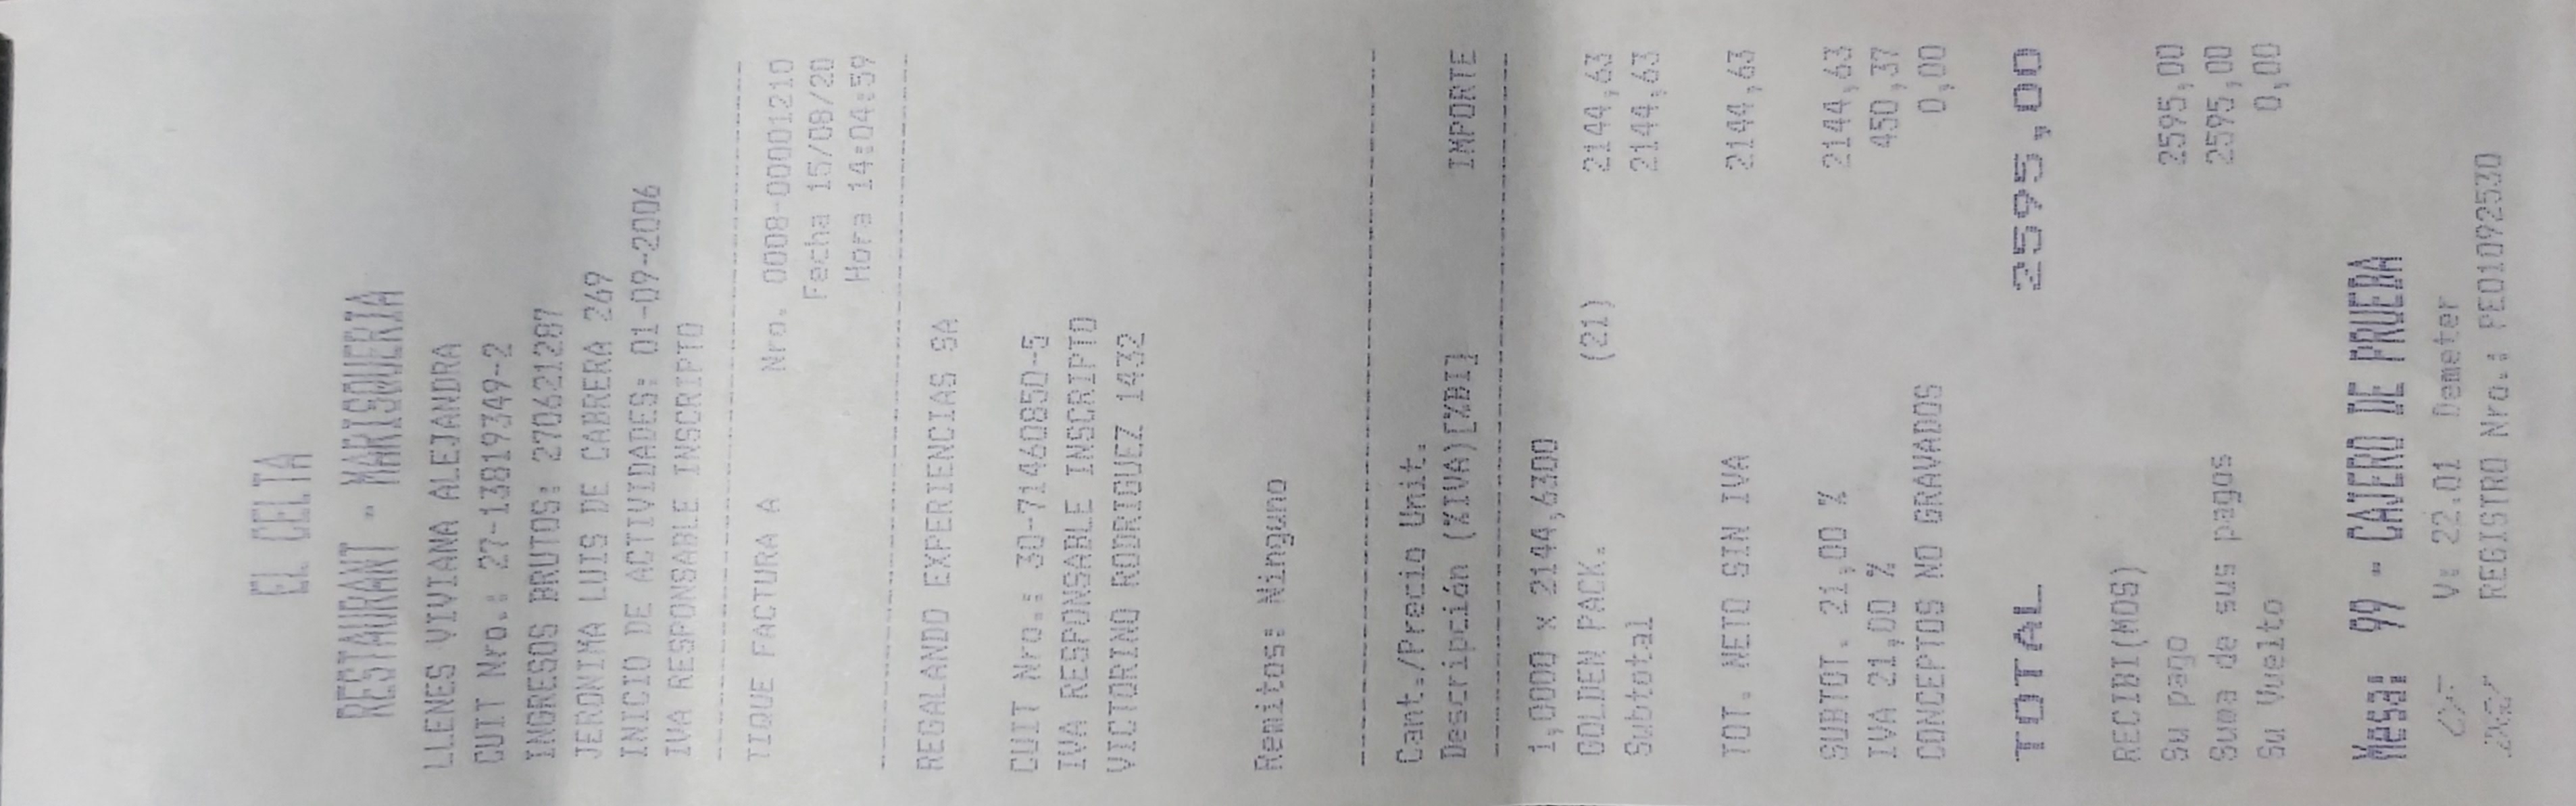 EL CELTA
RESTAURANT - MARISQUERIA
LLENES VIVIANA ALEJANDRA
CUIT Nro.: 27-13819349-2
INGRESOS BRUTOS: 270621287
JERONIMA LUIS DE CABRERA 269
INICIO DE ACTIVIDADES: 01-09-2006
IVA RESPONSABLE INSCRIPTO
TIQUE FACTURA A Nro. 0008-00001210
Fecha 15/08/20
Hora 14:04:59
REGALANDO EXPERIENCIAS SA
CUIT Nro.: 30-71460850-5
IVA RESPONSABLE INSCRIPTO
VICTORINO RODRIGUEZ 1432
Remitos: Ninguno
Cant./Precio Unit.
Descripción (%IVA)[%BI] IMPORTE
1,0000 x 2144,6300
GOLDEN PACK. (21) 2144,63
Subtotal 2144,63
TOT. NETO SIN IVA 2144,63
SUBTOT. 21,00 % 2144,63
IVA 21,00 % 450,37
CONCEPTOS NO GRAVADOS 0,00
TOTAL 2595,00
RECIBI(MOS)
Su pago 2595,00
Suma de sus pagos 2595,00
Su Vuelto 0,00
Mesa: 99 - CAJERO DE PRUEBA
V: 22.01 Demeter
REGISTRO Nro.: PEO1092530